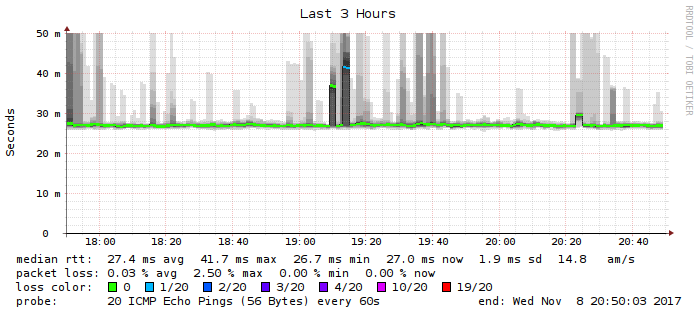 Last 3 Hours
RRDTOOL / TOBI OETIKER
Seconds
50 m
40 m
30 m
20 m
10 m
0
18:00 18:20 18:40 19:00 19:20 19:40 20:00 20:20 20:40
median rtt: 27.4 ms avg 41.7 ms max 26.7 ms min 27.0 ms now 1.9 ms sd 14.8 am/s
packet loss: 0.03 % avg 2.50 % max 0.00 % min 0.00 % now
loss color: 0 1/20 2/20 3/20 4/20 10/20 19/20
probe: 20 ICMP Echo Pings (56 Bytes) every 60s end: Wed Nov 8 20:50:03 2017